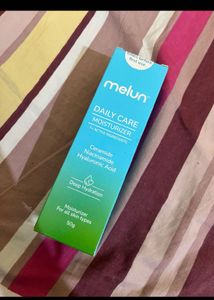 melun
DAILY CARE
MOISTURIZER
Ceramide
Niacinamide
Hyaluronic Acid
Deep Hydration
Moisturizer
For all skin types
50g